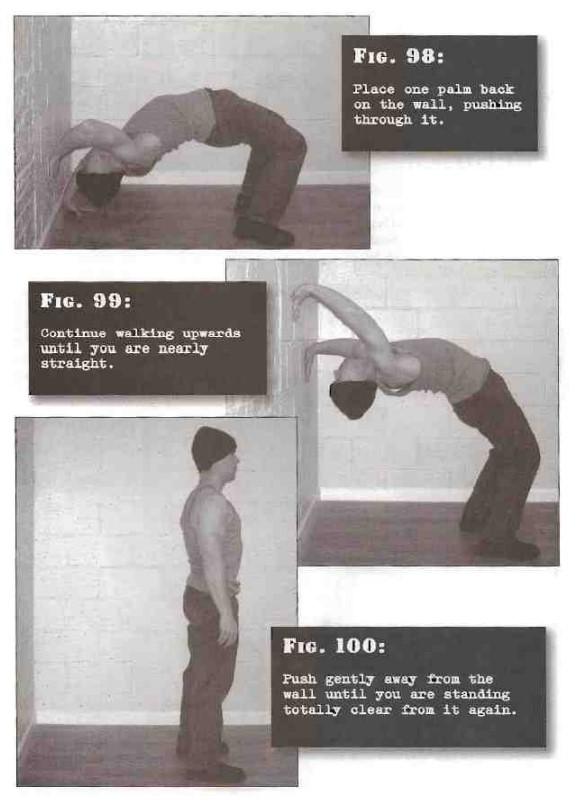 Fig. 98:
Place one palm back
on the wall, pushing
through it.
Fig. 99:
Continue walking upwards
until you are nearly
straight.
Fig. 100:
Push gently away from the
wall until you are standing
totally clear from it again.